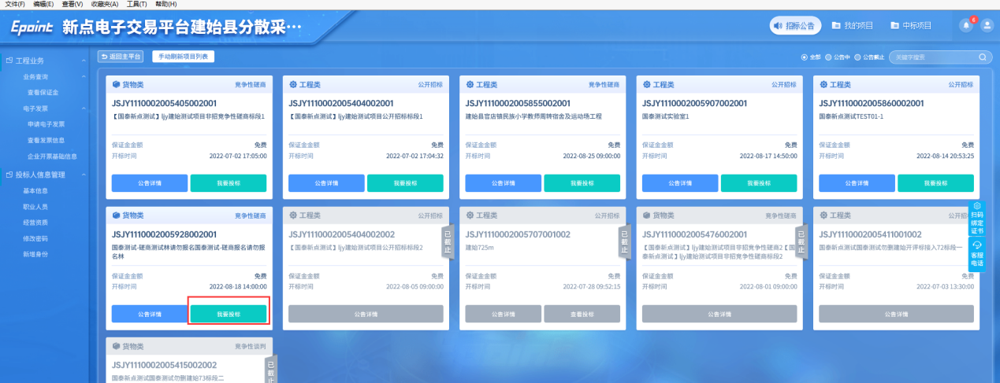 文件(F) 编辑(E) 查看(V) 收藏夹(A) 工具(T) 帮助(H)
Epoint 新点电子交易平台建始县分散采…
招标公告 我的项目 中标项目 6
返回主平台 手动刷新项目列表
全部 公告中 公告截止 关键字搜索
工程业务
业务查询
查看保证金
电子发票
申请电子发票
查看发票信息
企业开票基础信息
投标人信息管理
基本信息
职业人员
经营资质
修改密码
新增身份
货物类 竞争性磋商
JSJY1110002005405002001
【国泰新点测试】ljy建始测试项目非招竞争性磋商标段1
保证金金额 免费
开标时间 2022-07-02 17:05:00
公告详情 我要投标
工程类 公开招标
JSJY1110002005404002001
【国泰新点测试】ljy建始测试项目公开招标标段1
保证金金额 免费
开标时间 2022-07-02 17:04:32
公告详情 我要投标
工程类 竞争性磋商
JSJY1110002005855002001
建始县官店镇民族小学教师周转宿舍及运动场工程
保证金金额 免费
开标时间 2022-08-25 09:00:00
公告详情 我要投标
工程类 公开招标
JSJY1110002005907002001
国泰测试实验室1
保证金金额 免费
开标时间 2022-08-17 14:50:00
公告详情 我要投标
工程类 公开招标
JSJY1110002005860002001
国泰新点测试TEST01-1
保证金金额 免费
开标时间 2022-08-14 20:53:25
公告详情 我要投标
货物类 竞争性磋商
JSJY1110002005928002001
国泰测试-磋商测试林请勿报名国泰测试-磋商报名请勿报
名林
保证金金额 免费
开标时间 2022-08-18 14:00:00
公告详情 我要投标
工程类 公开招标
JSJY1110002005404002002
已截止
【国泰新点测试】ljy建始测试项目公开招标标段2
保证金金额 免费
开标时间 2022-08-05 09:00:00
公告详情
工程类 公开招标
JSJY1110002005707001002
已截止
建始725m
保证金金额 免费
开标时间 2022-07-28 09:52:15
公告详情 查看投标
货物类 竞争性磋商
JSJY1110002005476002001
已截止
【国泰新点测试】ljy建始测试项目非招竞争性磋商2【国
泰新点测试】ljy建始测试项目非招竞争性磋商标段2
保证金金额 免费
开标时间 2022-08-01 09:00:00
公告详情
工程类 公开招
JSJY1110002005411001002
国泰新点测试国泰测试勿删建始开评标接入72标段一
保证金金额 免费
开标时间 2022-07-03 13:30:00
公告详情
扫码
绑定
证书
客服
电话
货物类 竞争性谈判
JSJY1110002005415002002
已截止
国泰新点测试国泰测试勿删建始73标段二